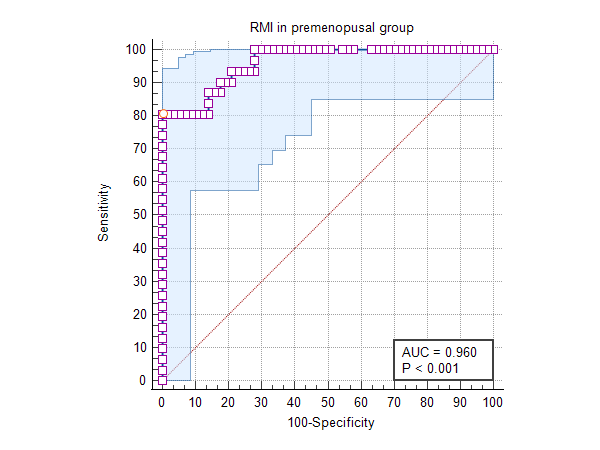 RMI in premenopusal group
100
90
80
70
60
50
40
30
20
10
0
Sensitivity
AUC = 0.960
P < 0.001
0 10 20 30 40 50 60 70 80 90 100
100-Specificity